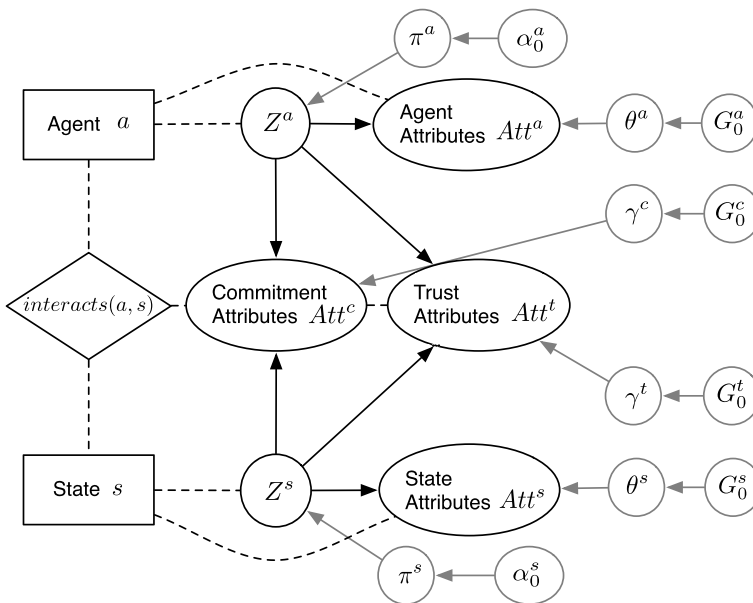 π^a
α_0^a
Agent a
Z^a
Agent
Attributes Att^a
θ^a
G_0^a
γ^c
G_0^c
interacts(a, s)
Commitment
Attributes Att^c
Trust
Attributes Att^t
γ^t
G_0^t
State s
Z^s
State
Attributes Att^s
θ^s
G_0^s
π^s
α_0^s